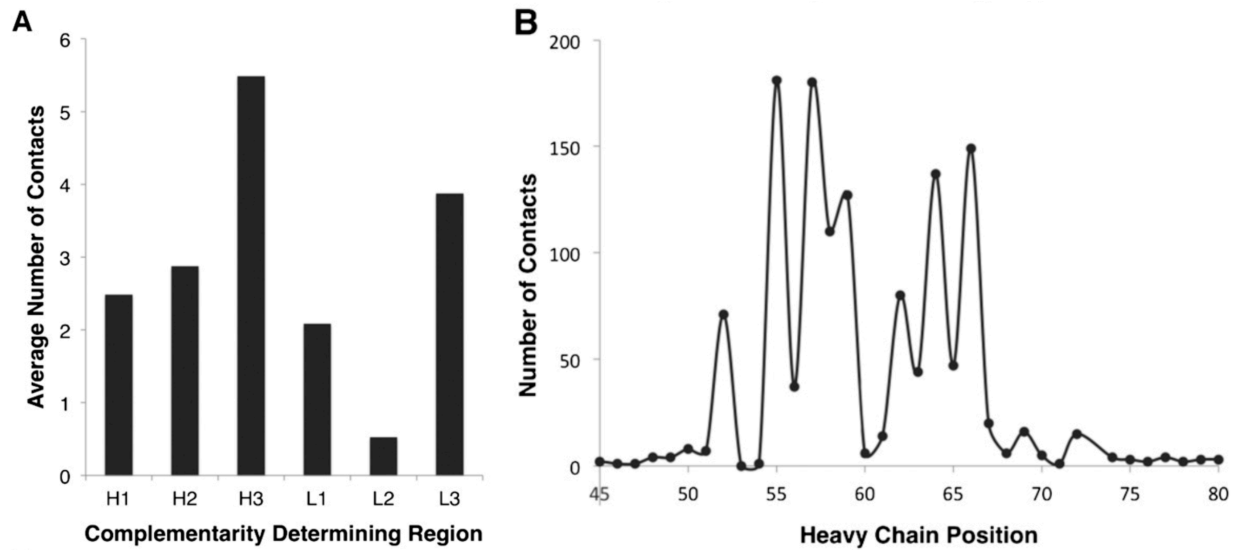 A
6
5
4
3
2
1
0
Average Number of Contacts
H1 H2 H3 L1 L2 L3
Complementarity Determining Region
B
200
150
100
50
0
Number of Contacts
45 50 55 60 65 70 75 80
Heavy Chain Position